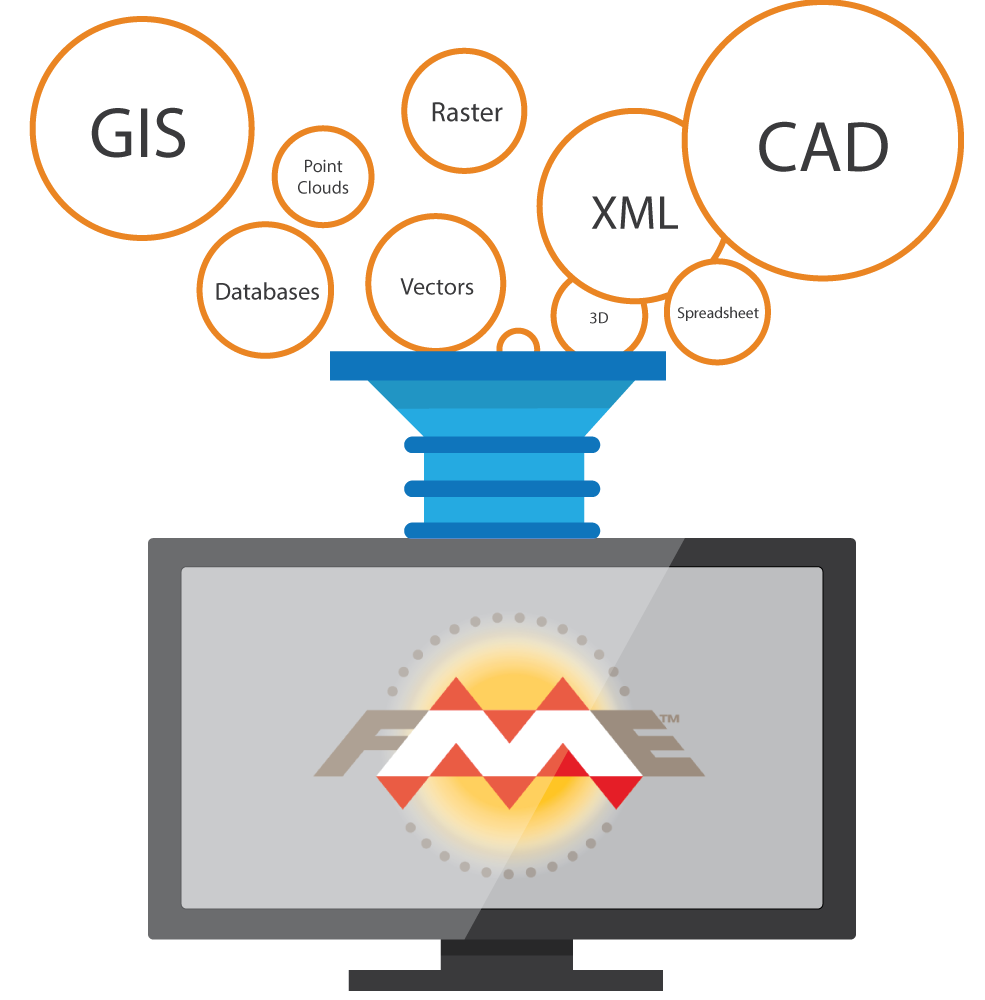 GIS
Point
Clouds
Raster
XML
CAD
Databases
Vectors
3D
Spreadsheet
FME™